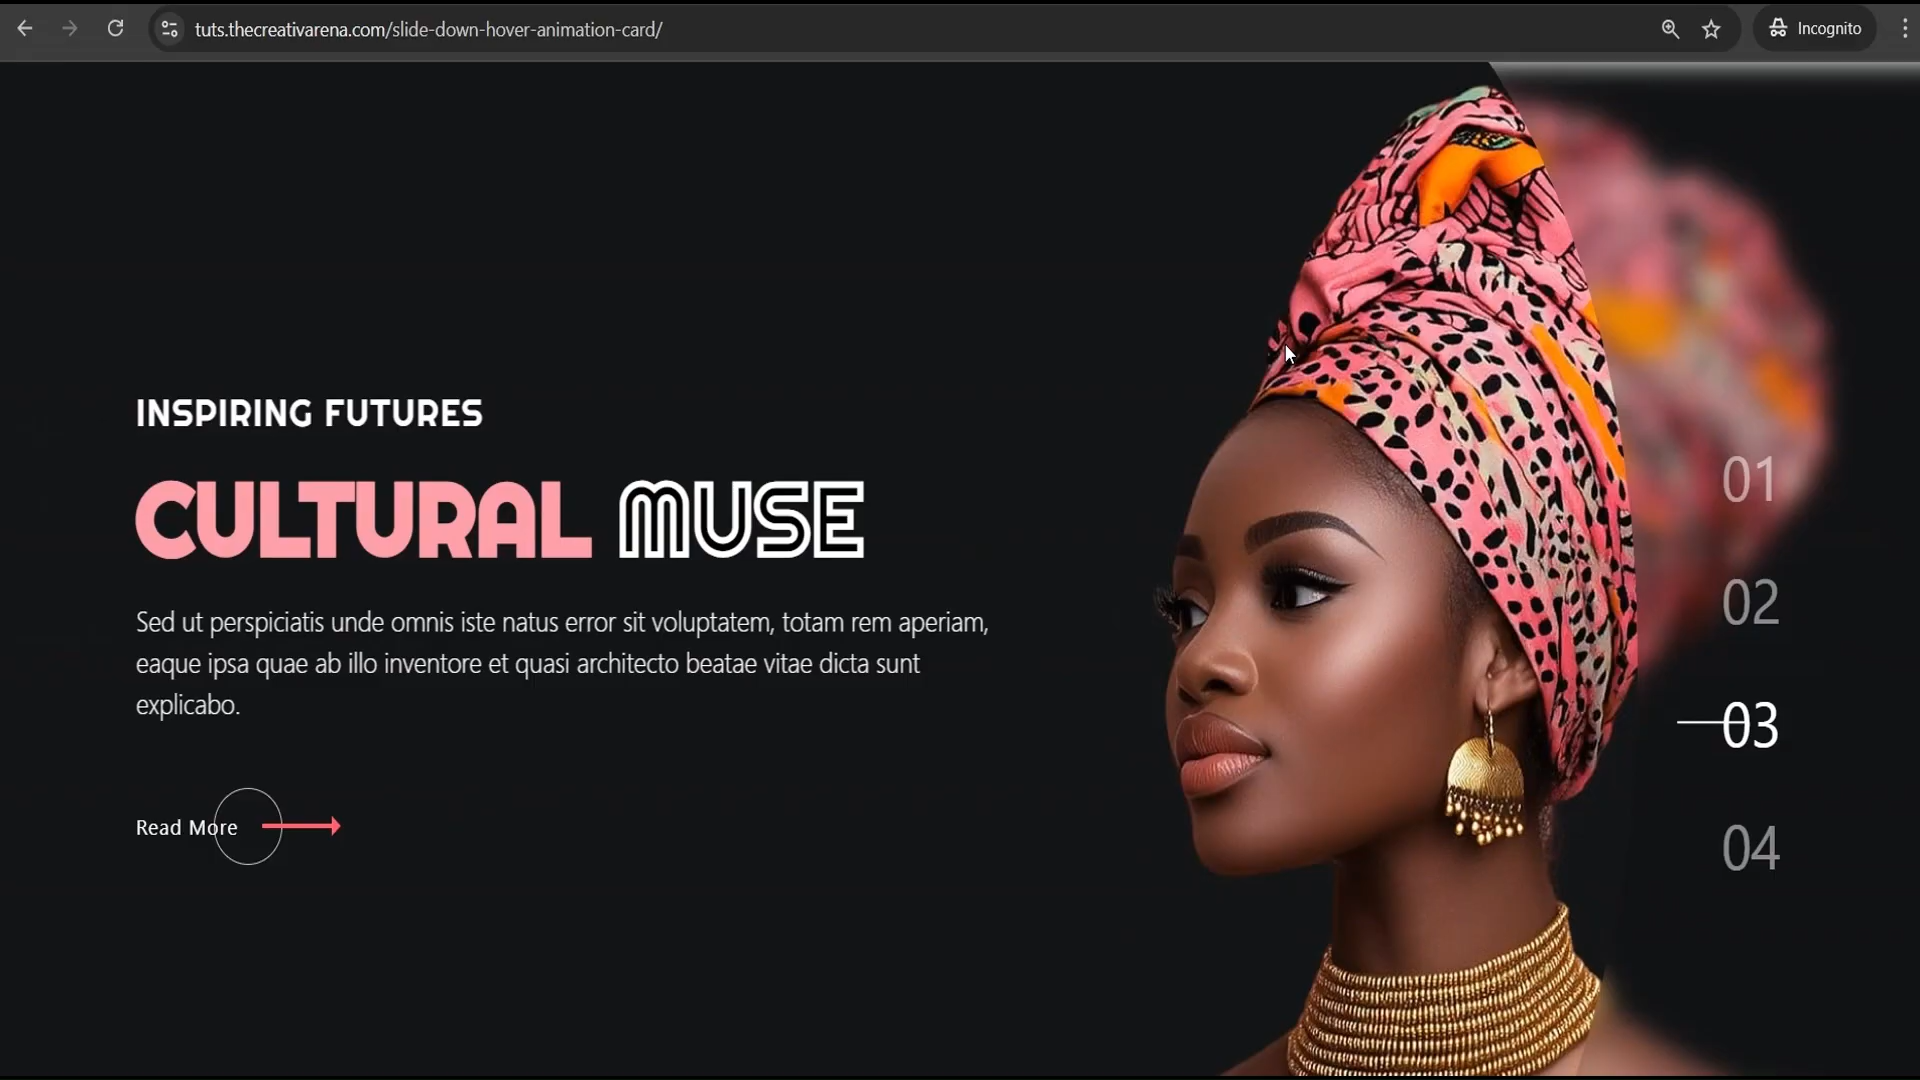 tuts.thecreativarena.com/slide-down-hover-animation-card/
Incognito
INSPIRING FUTURES
CULTURAL MUSE
Sed ut perspiciatis unde omnis iste natus error sit voluptatem, totam rem aperiam,
eaque ipsa quae ab illo inventore et quasi architecto beatae vitae dicta sunt
explicabo.
Read More
01
02
03
04